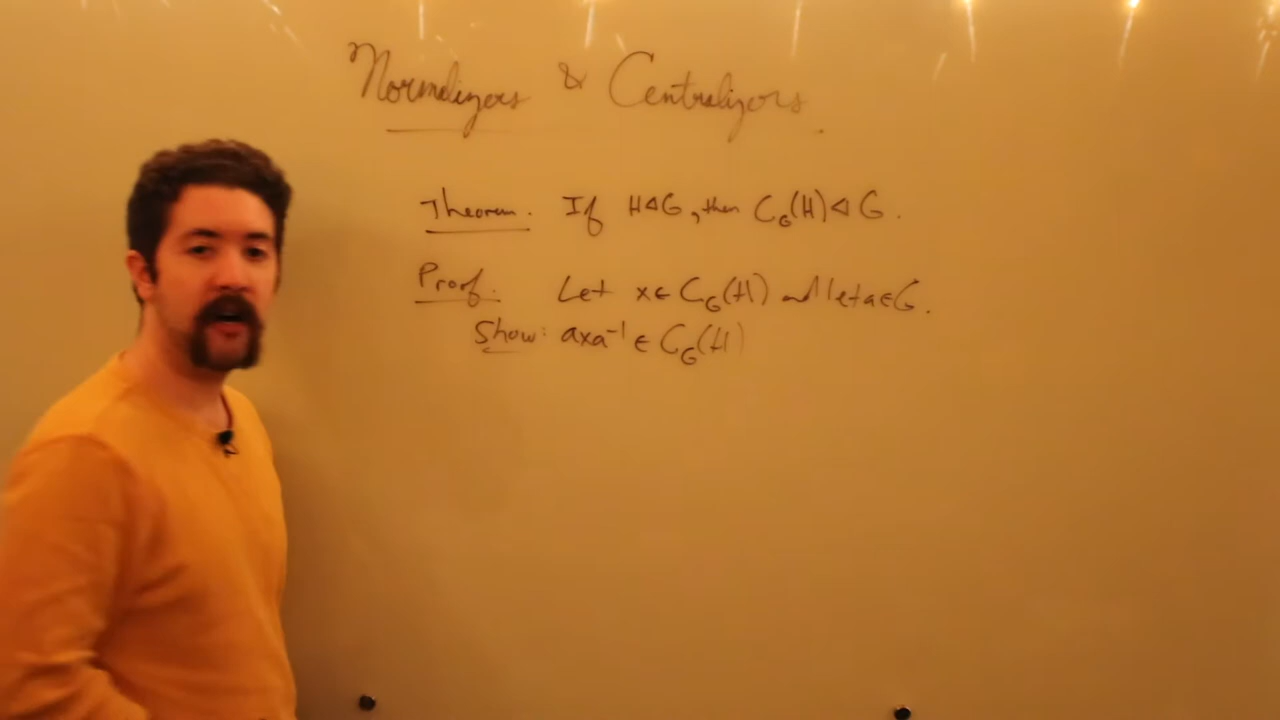 Normalizers & Centralizers.
Theorem. If H⊲G, then C_G(H)⊲G.
Proof. Let x∈C_G(H) and let a∈G.
Show: axa⁻¹∈C_G(H)